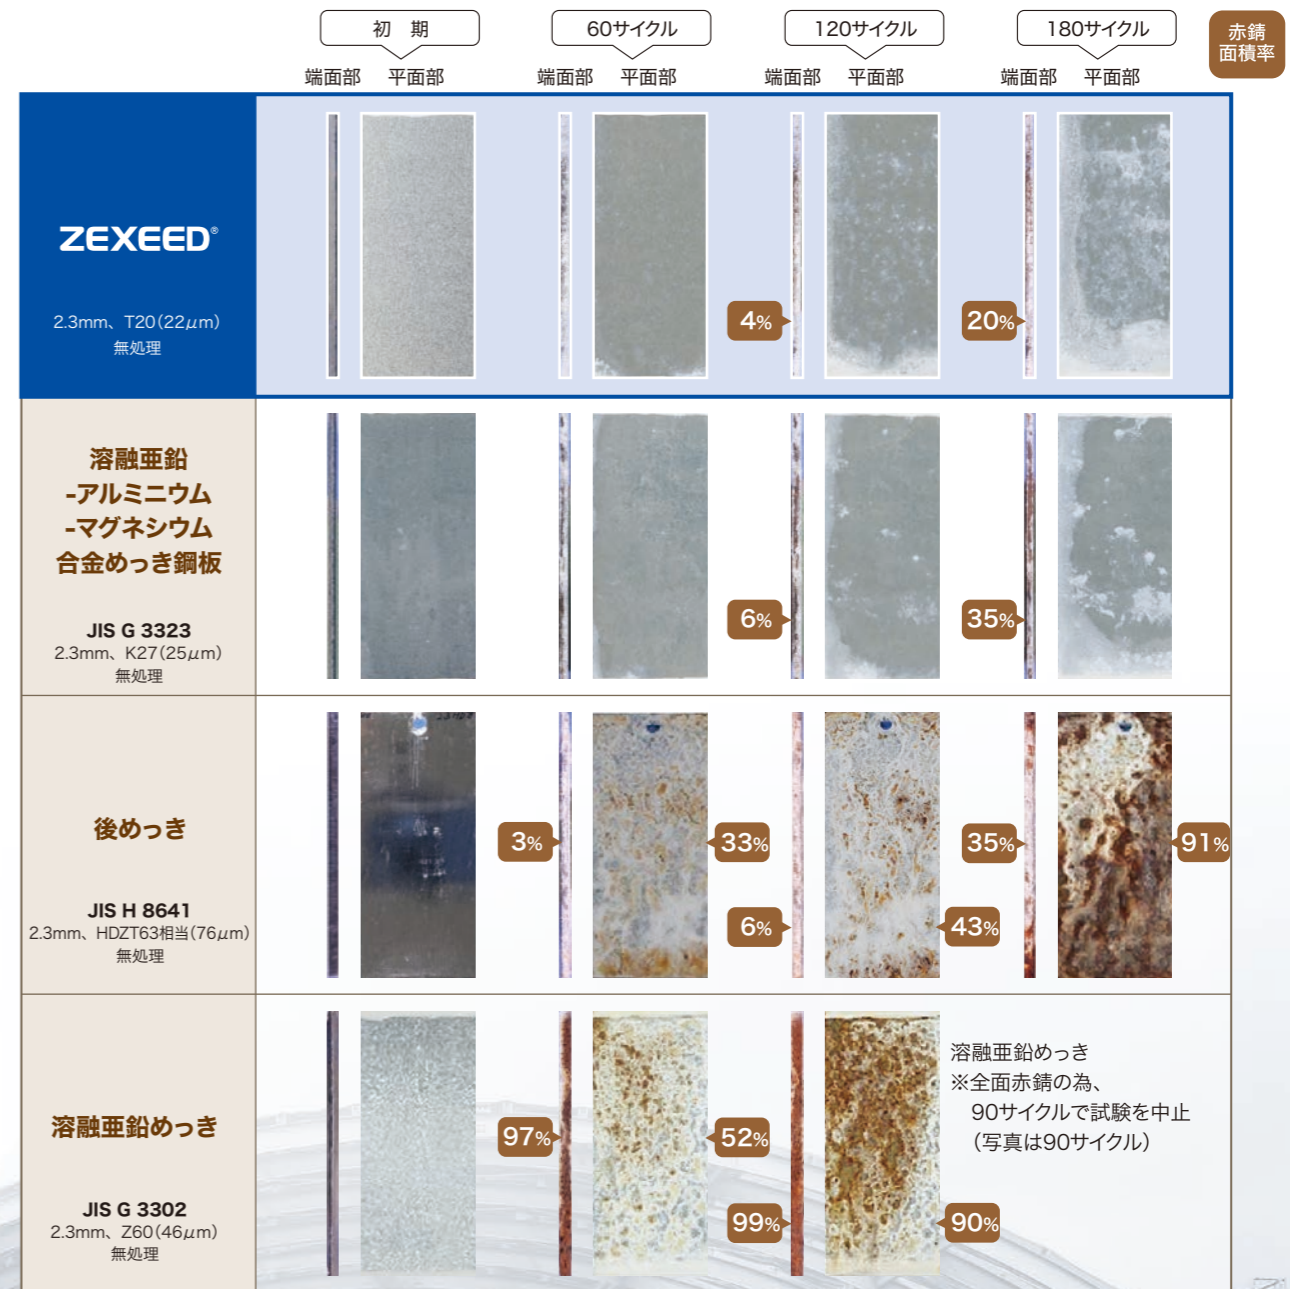 初 期
60サイクル
120サイクル
180サイクル
赤錆
面積率
端面部 平面部
端面部 平面部
端面部 平面部
端面部 平面部
ZEXEED®
2.3mm、T20(22μm)
無処理
4%
20%
溶融亜鉛
-アルミニウム
-マグネシウム
合金めっき鋼板
JIS G 3323
2.3mm、K27(25μm)
無処理
6%
35%
後めっき
JIS H 8641
2.3mm、HDZT63相当(76μm)
無処理
3%
33%
6%
43%
35%
91%
溶融亜鉛めっき
JIS G 3302
2.3mm、Z60(46μm)
無処理
97%
52%
99%
90%
溶融亜鉛めっき
※全面赤錆の為、
90サイクルで試験を中止
(写真は90サイクル)